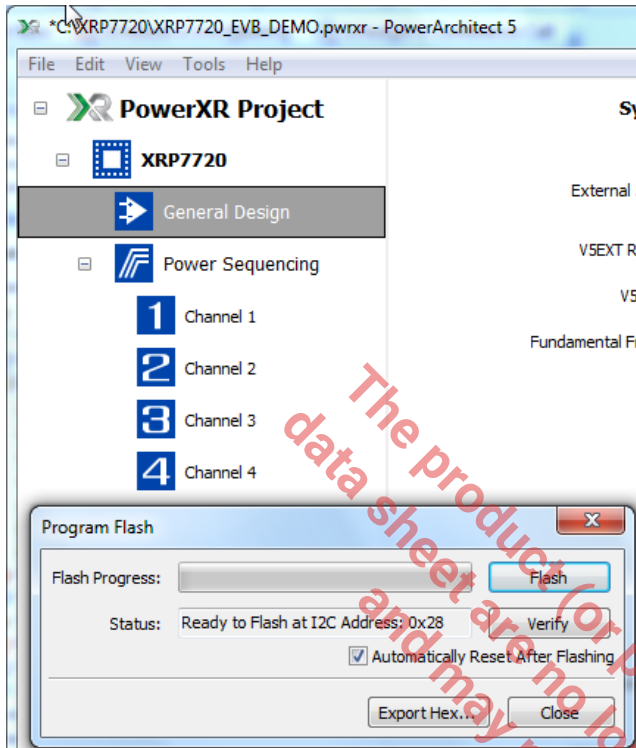 *C:\XRP7720\XRP7720_EVB_DEMO.pwrxr - PowerArchitect 5
File Edit View Tools Help
PowerXR Project
XRP7720
General Design
External
Power Sequencing
V5EXT
Channel 1
Fundamental
Channel 2
Channel 3
Channel 4
Program Flash
Flash Progress:
Flash
Status: Ready to Flash at I2C Address: 0x28
Verify
Automatically Reset After Flashing
Export Hex...
Close
The product (or
data sheet are no
and may